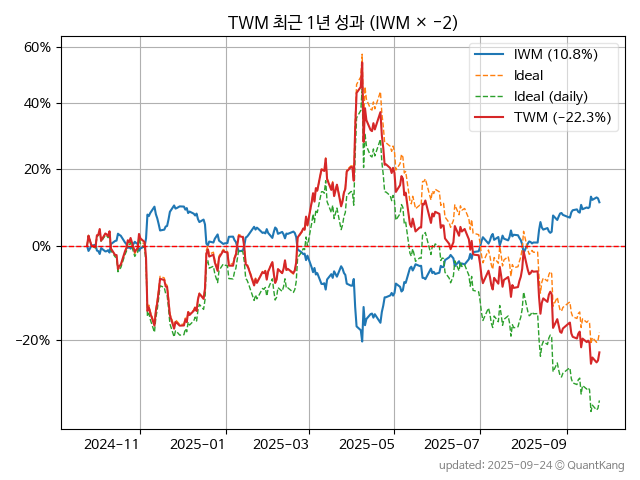 TWM 최근 1년 성과 (IWM × −2)
60%
40%
20%
0%
−20%
IWM (10.8%)
Ideal
Ideal (daily)
TWM (−22.3%)
2024-11
2025-01
2025-03
2025-05
2025-07
2025-09
updated: 2025-09-24 © QuantKang